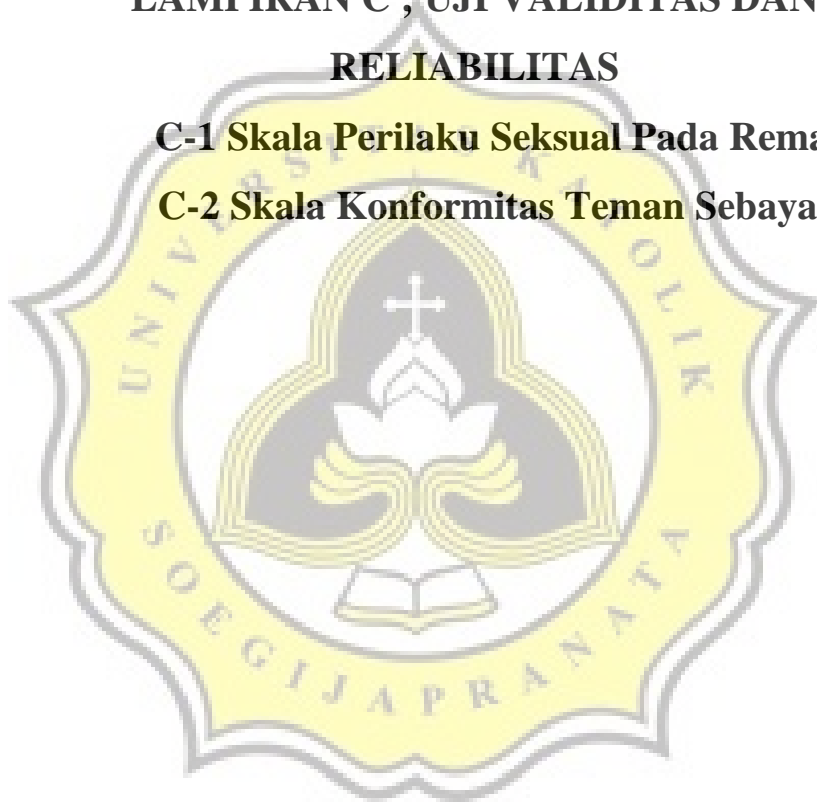 LAMPIRAN C , UJI VALIDITAS DAN
RELIABILITAS
C-1 Skala Perilaku Seksual Pada Rema
C-2 Skala Konformitas Teman Sebaya
UNIVERSITAS KATOLIK
SOEGIJAPRANATA